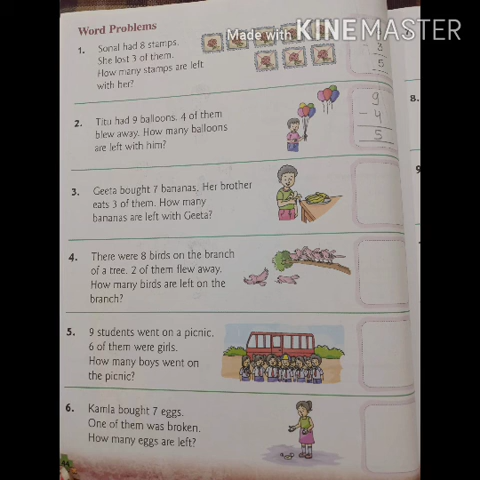 Made with KINEMASTER
Word Problems
1. Sonal had 8 stamps.
She lost 3 of them.
How many stamps are left
with her?
3
5
2. Titu had 9 balloons. 4 of them
blew away. How many balloons
are left with him?
9
- 4
5
3. Geeta bought 7 bananas. Her brother
eats 3 of them. How many
bananas are left with Geeta?
4. There were 8 birds on the branch
of a tree. 2 of them flew away.
How many birds are left on the
branch?
5. 9 students went on a picnic.
6 of them were girls.
How many boys went on
the picnic?
6. Kamla bought 7 eggs.
One of them was broken.
How many eggs are left?
8.